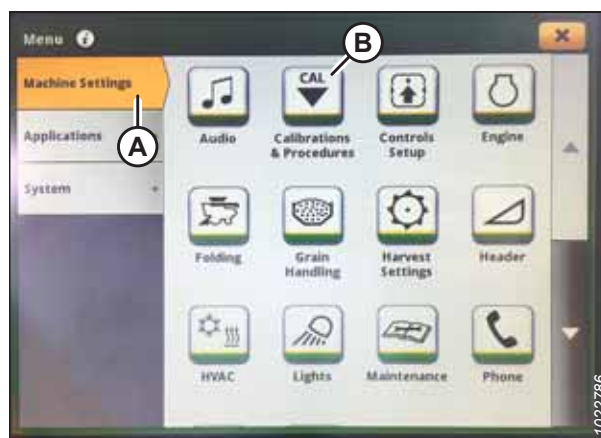 Menu i
B
Machine Settings
A
Applications
System
CAL
Audio
Calibrations
& Procedures
Controls
Setup
Engine
Folding
Grain
Handling
Harvest
Settings
Header
HVAC
Lights
Maintenance
Phone
1022786